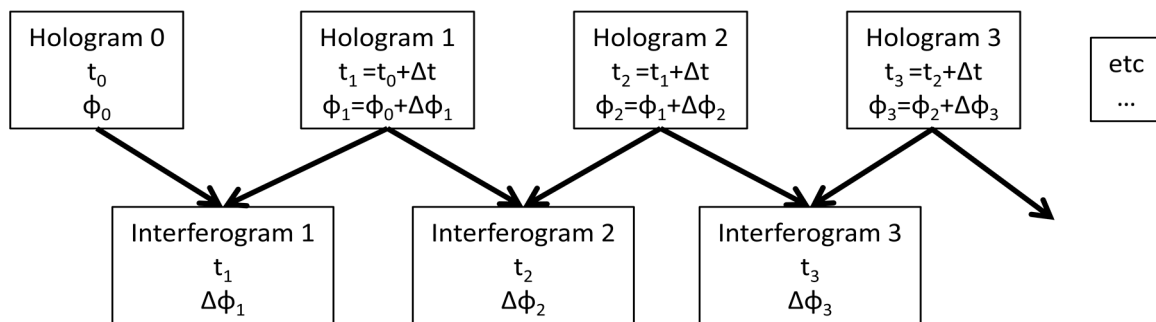 Hologram 0
t₀
ϕ₀
Hologram 1
t₁=t₀+Δt
ϕ₁=ϕ₀+Δϕ₁
Hologram 2
t₂=t₁+Δt
ϕ₂=ϕ₁+Δϕ₂
Hologram 3
t₃=t₂+Δt
ϕ₃=ϕ₂+Δϕ₃
etc
...
Interferogram 1
t₁
Δϕ₁
Interferogram 2
t₂
Δϕ₂
Interferogram 3
t₃
Δϕ₃